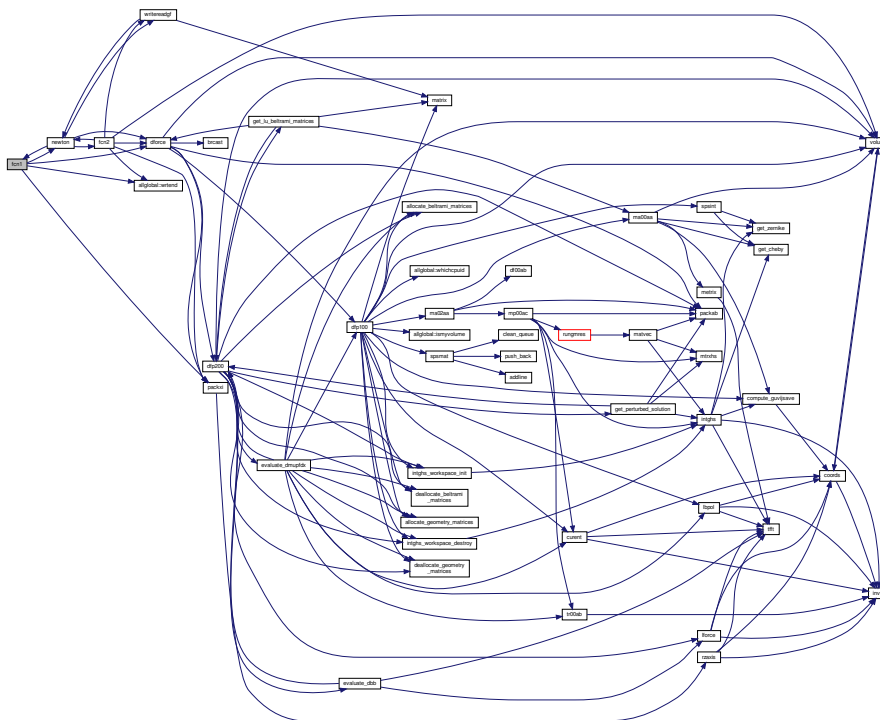 writereadgf
matrix
get_lu_beltrami_matrices
newton
fcn2
dforce
brcast
volu
fcn1
allglobal::wrtend
allocate_beltrami_matrices
spsint
ma00aa
get_zernike
get_cheby
allglobal::whichcpuid
df00ab
metrix
ma02aa
mp00ac
packab
dfp100
allglobal::ismyvolume
clean_queue
rungmres
matvec
spsmat
push_back
mtrxhs
dfp200
addline
packxi
compute_guvijsave
get_perturbed_solution
intghs
evaluate_dmupfdx
intghs_workspace_init
coords
deallocate_beltrami
_matrices
lbpol
allocate_geometry_matrices
tfft
intghs_workspace_destroy
curent
deallocate_geometry
_matrices
inv
tr00ab
lforce
rzaxis
evaluate_dbb